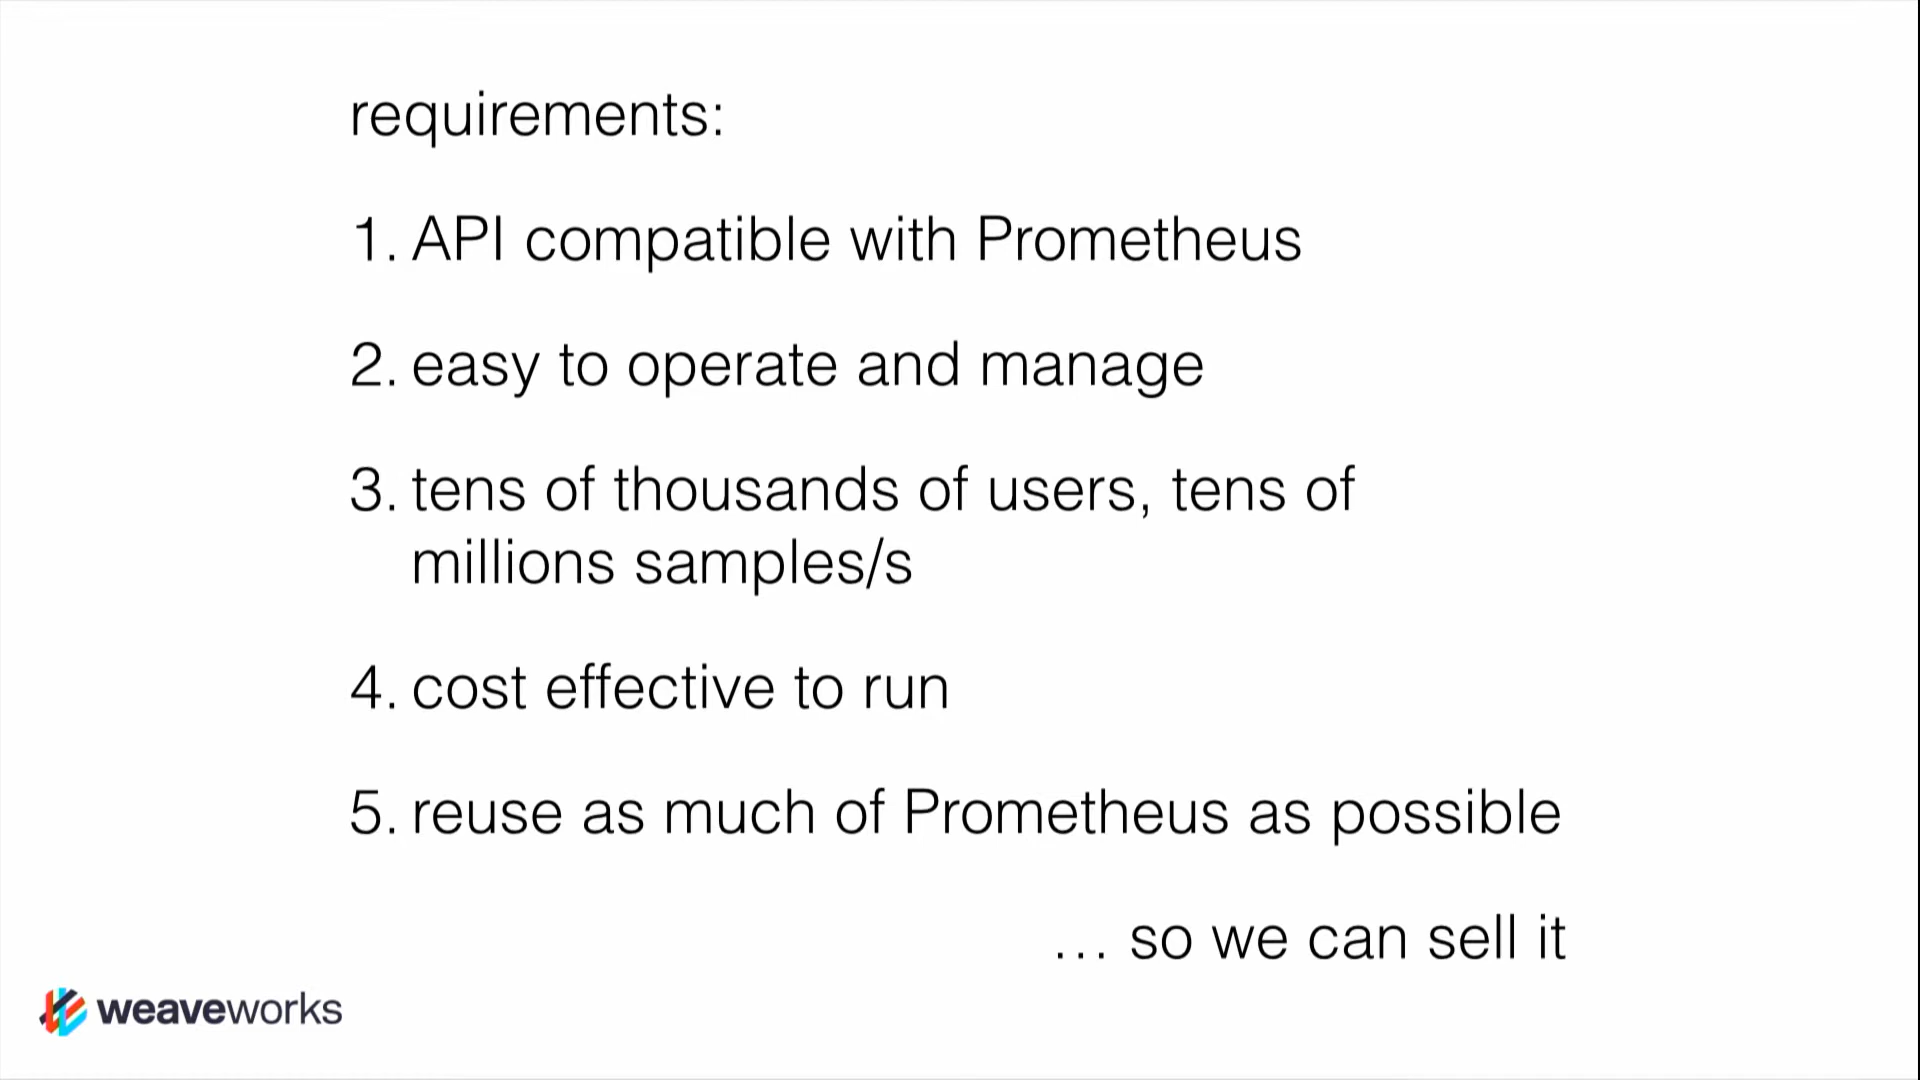 requirements:
1. API compatible with Prometheus
2. easy to operate and manage
3. tens of thousands of users, tens of
millions samples/s
4. cost effective to run
5. reuse as much of Prometheus as possible
… so we can sell it
weaveworks